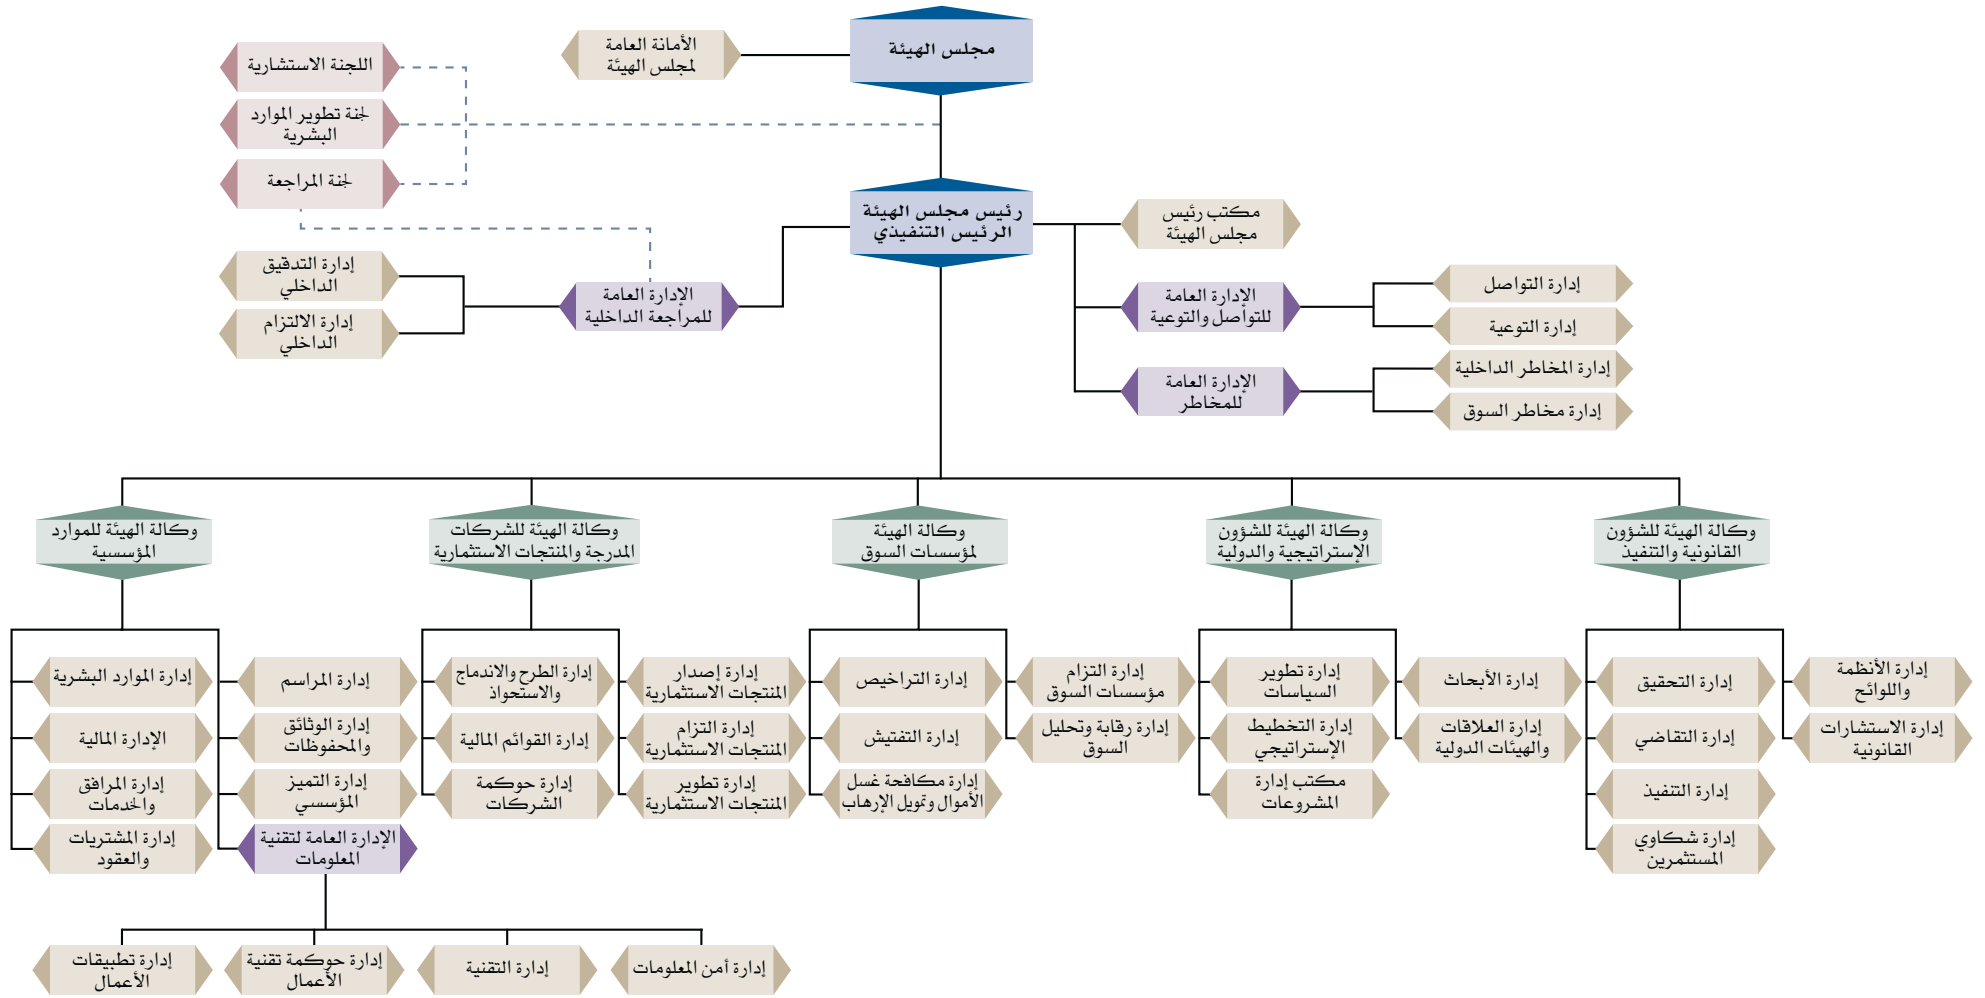 مجلس الهيئة
الأمانة العامة
لمجلس الهيئة
اللجنة الاستشارية
لجنة تطوير الموارد
البشرية
لجنة المراجعة
رئيس مجلس الهيئة
الرئيس التنفيذي
مكتب رئيس
مجلس الهيئة
الإدارة العامة
للتواصل والتوعية
إدارة التواصل
إدارة التوعية
الإدارة العامة
للمخاطر
إدارة المخاطر الداخلية
إدارة مخاطر السوق
الإدارة العامة
للمراجعة الداخلية
إدارة التدقيق
الداخلي
إدارة الالتزام
الداخلي
وكالة الهيئة للشؤون
القانونية والتنفيذ
وكالة الهيئة للشؤون
الإستراتيجية والدولية
وكالة الهيئة
لمؤسسات السوق
وكالة الهيئة للشركات
المدرجة والمنتجات الاستثمارية
وكالة الهيئة للموارد
المؤسسية
إدارة الأنظمة
واللوائح
إدارة الاستشارات
القانونية
إدارة التحقيق
إدارة التقاضي
إدارة التنفيذ
إدارة شكاوي
المستثمرين
إدارة الأبحاث
إدارة العلاقات
والهيئات الدولية
إدارة تطوير
السياسات
إدارة التخطيط
الإستراتيجي
مكتب إدارة
المشروعات
إدارة التزام
مؤسسات السوق
إدارة رقابة وتحليل
السوق
إدارة التراخيص
إدارة التفتيش
إدارة مكافحة غسل
الأموال وتمويل الإرهاب
إدارة إصدار
المنتجات الاستثمارية
إدارة التزام
المنتجات الاستثمارية
إدارة تطوير
المنتجات الاستثمارية
إدارة الطرح والاندماج
والاستحواذ
إدارة القوائم المالية
إدارة حوكمة
الشركات
إدارة المراسم
إدارة الوثائق
والمحفوظات
إدارة التميز
المؤسسي
الإدارة العامة لتقنية
المعلومات
إدارة الموارد البشرية
الإدارة المالية
إدارة المرافق
والخدمات
إدارة المشتريات
والعقود
إدارة أمن المعلومات
إدارة التقنية
إدارة حوكمة تقنية
الأعمال
إدارة تطبيقات
الأعمال